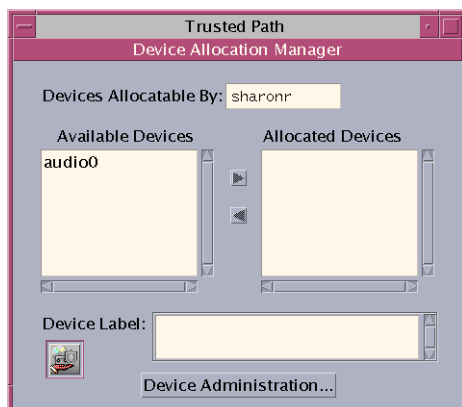 Trusted Path
Device Allocation Manager
Devices Allocatable By: sharonr
Available Devices
Allocated Devices
audio0
Device Label:
Device Administration...